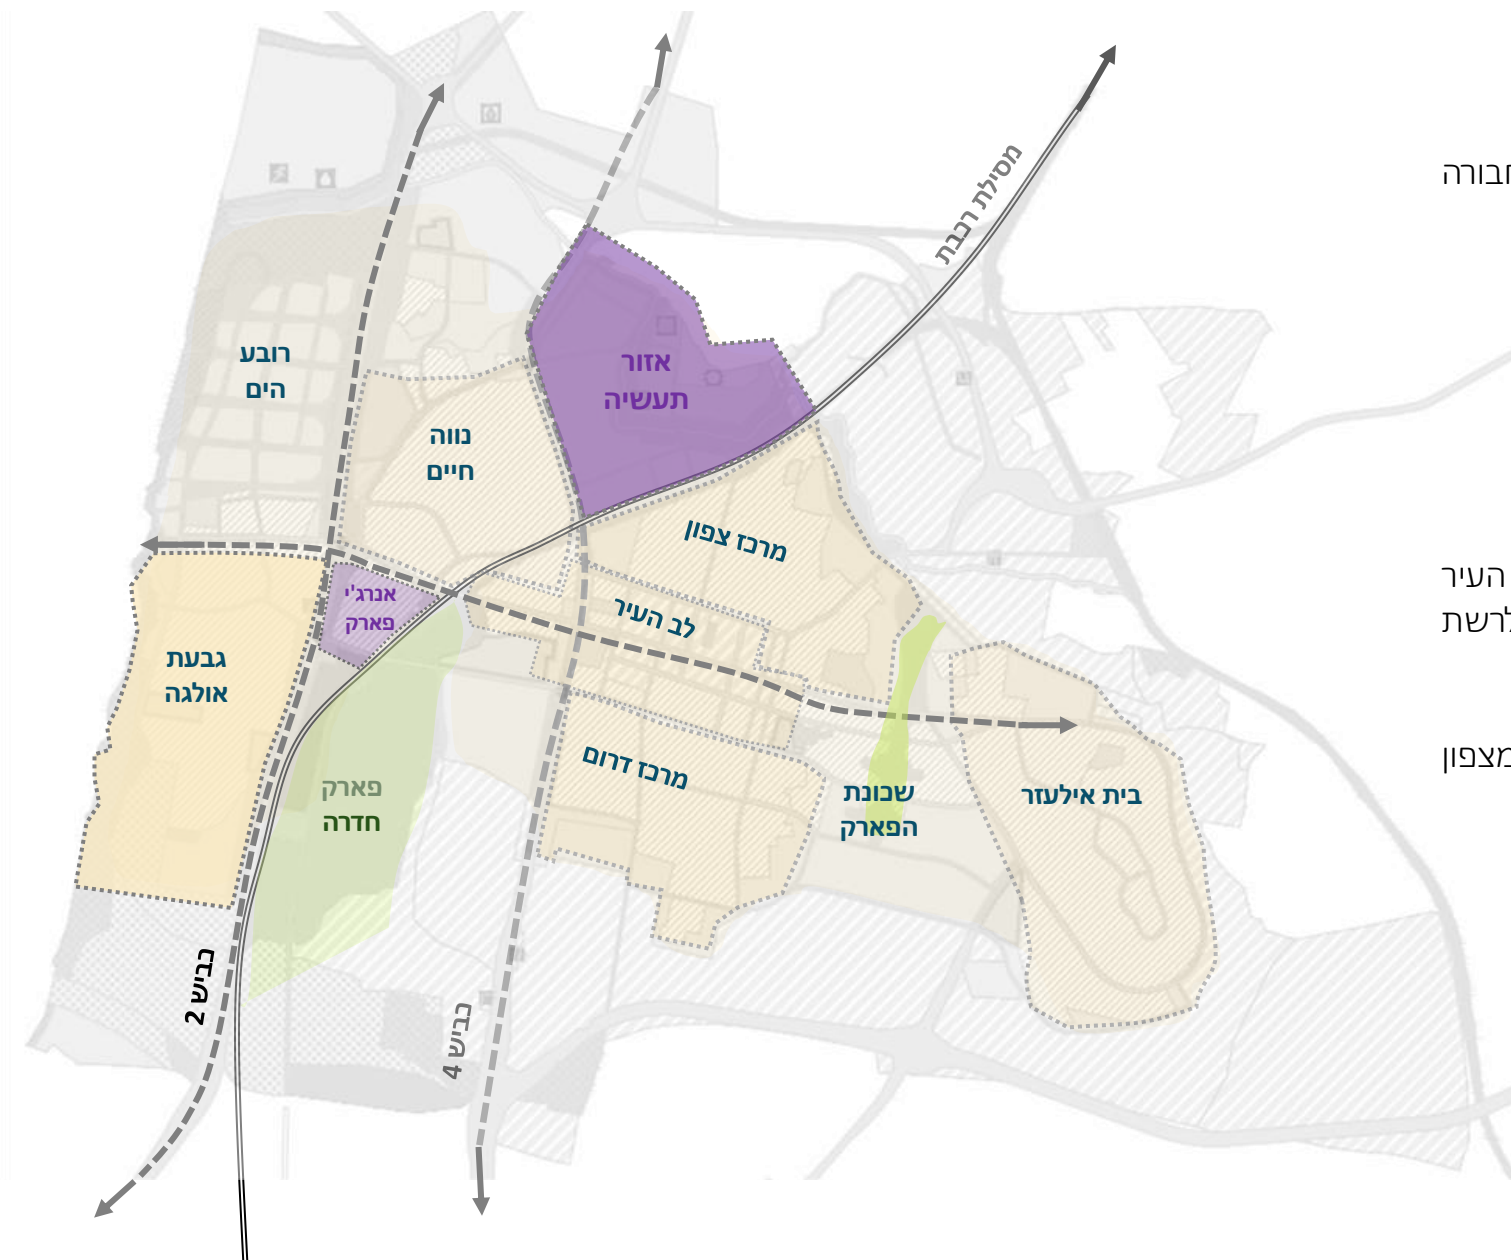 מסילת רכבת
רובע
הים
אזור
תעשיה
נווה
חיים
מרכז צפון
אנרג'י
פארק
לב העיר
גבעת
אולגה
מרכז דרום
פארק
חדרה
שכונת
הפארק
בית אילעזר
כביש 2
כביש 4
העיר
לרשת
מצפון